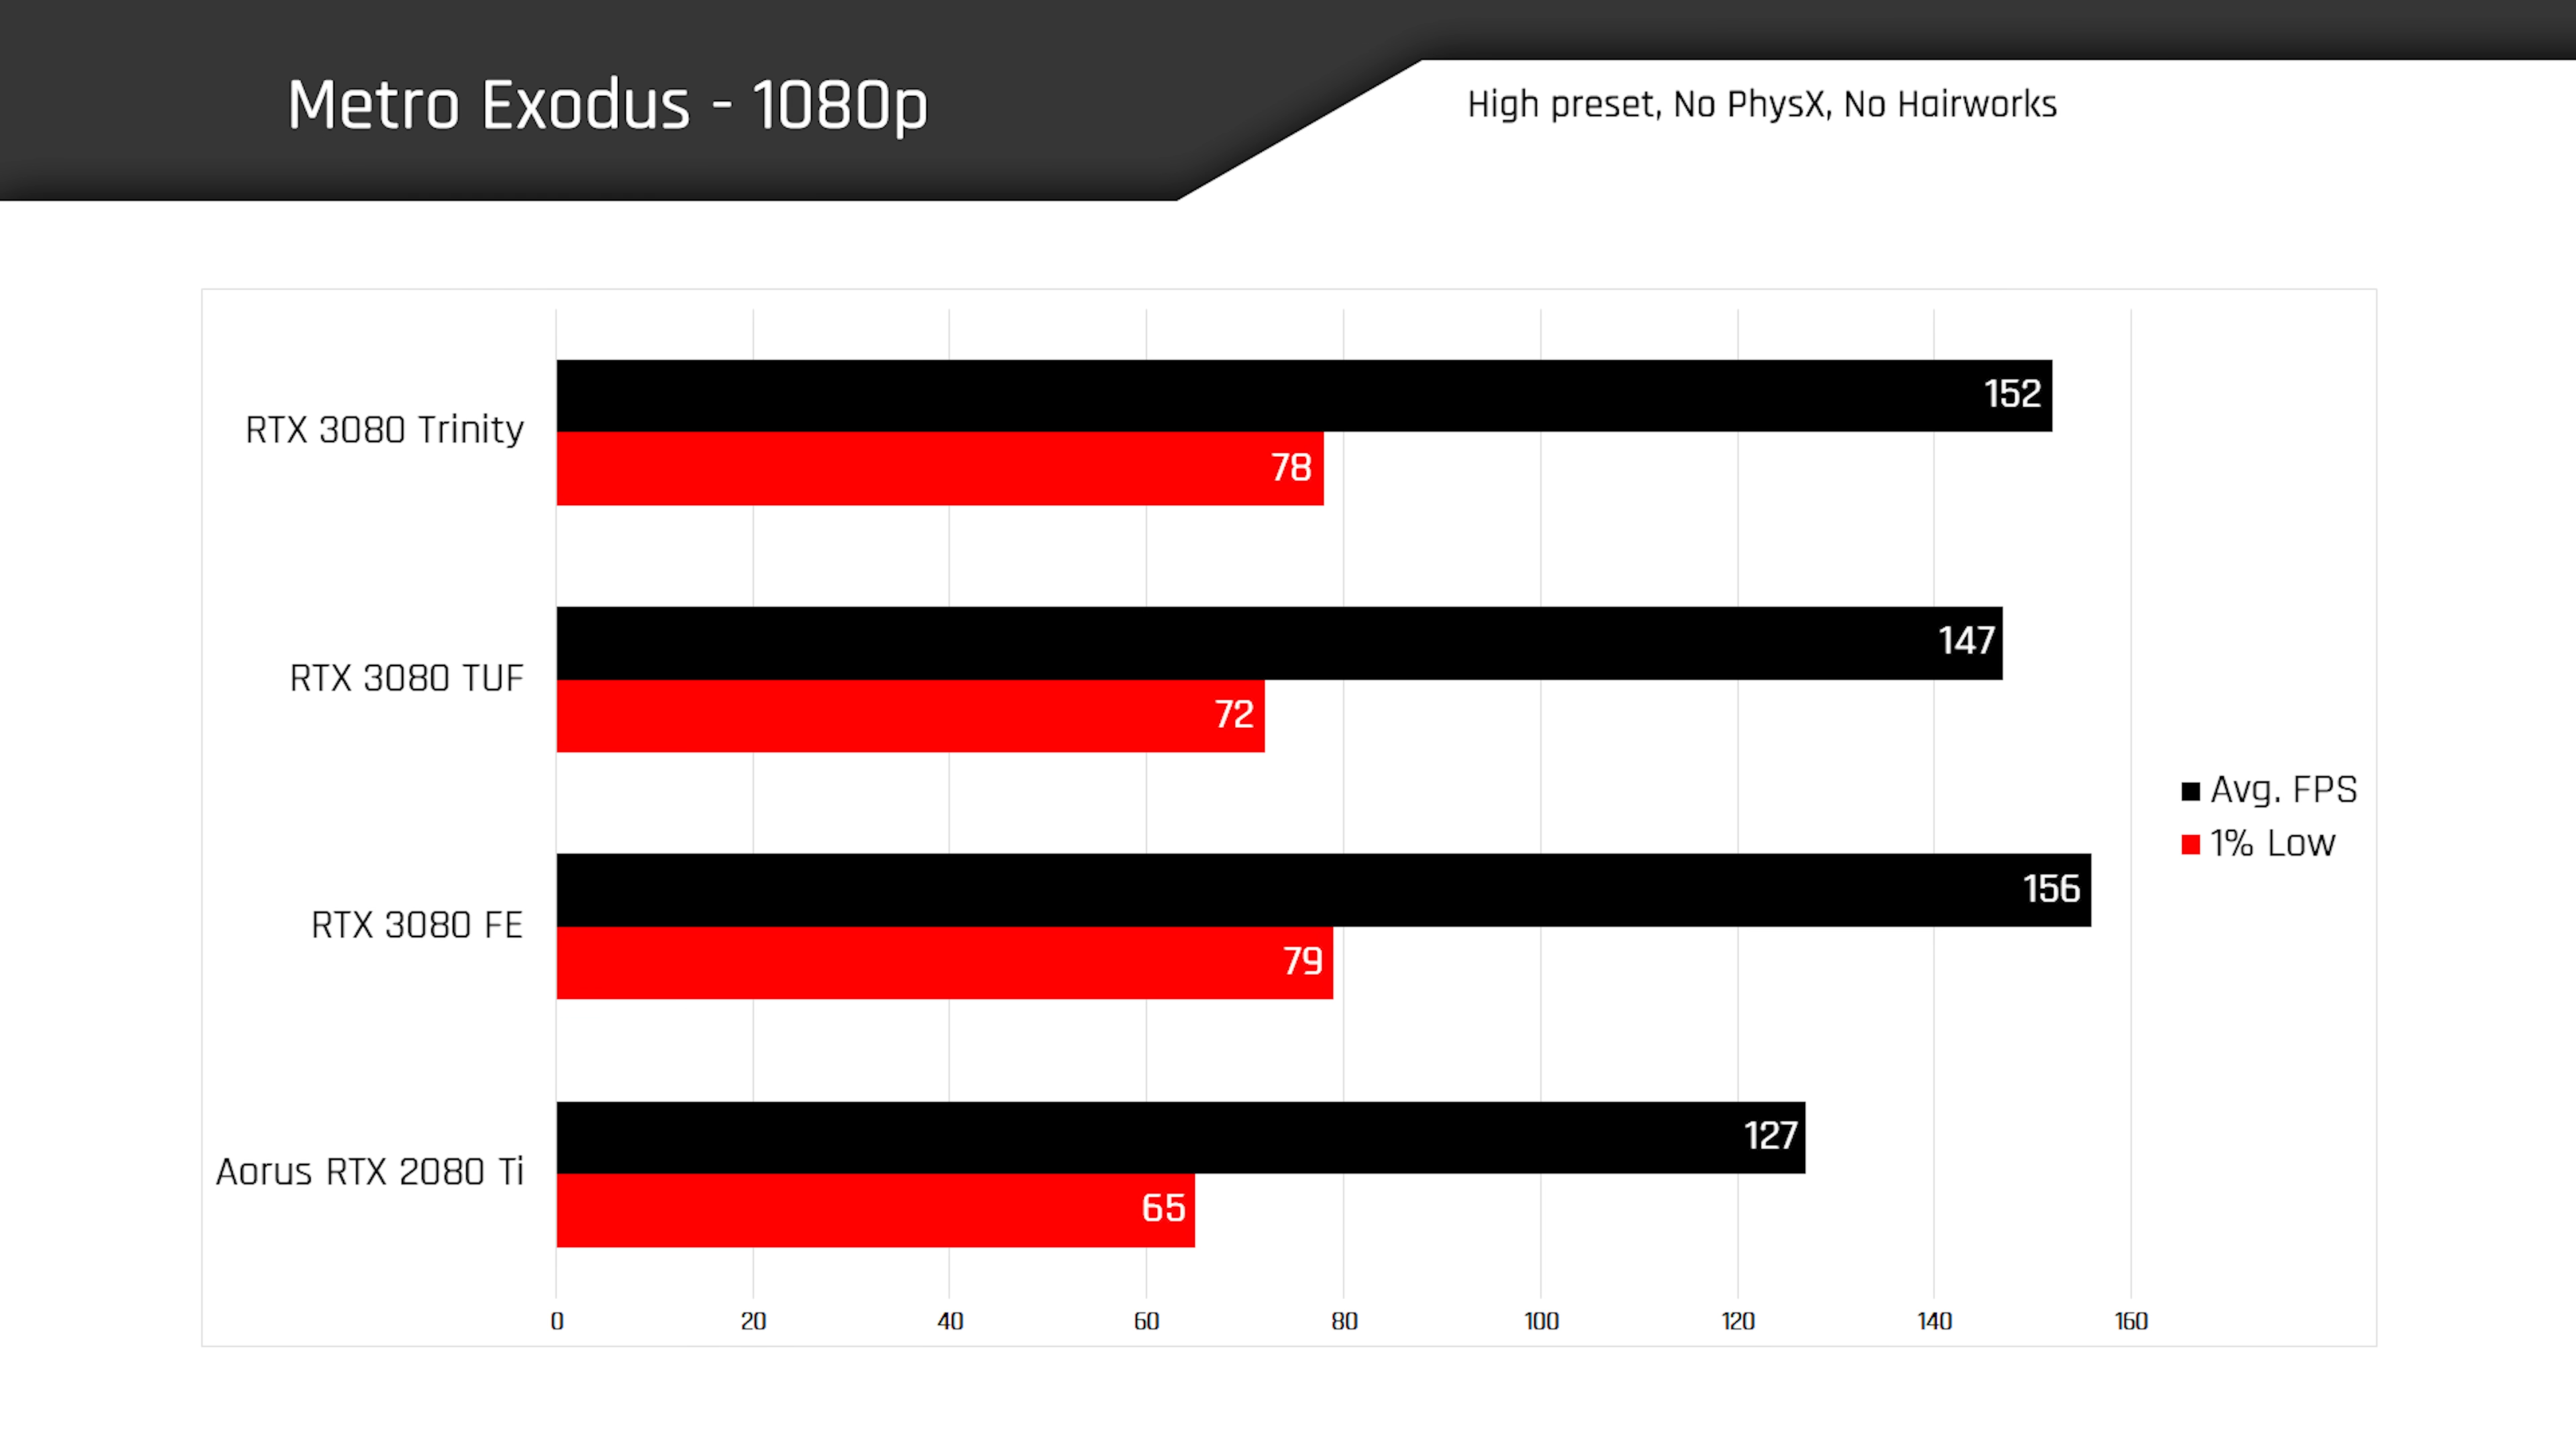 Metro Exodus - 1080p
High preset, No PhysX, No Hairworks
RTX 3080 Trinity
152
78
RTX 3080 TUF
147
72
RTX 3080 FE
156
79
Aorus RTX 2080 Ti
127
65
Avg. FPS
1% Low
0 20 40 60 80 100 120 140 160